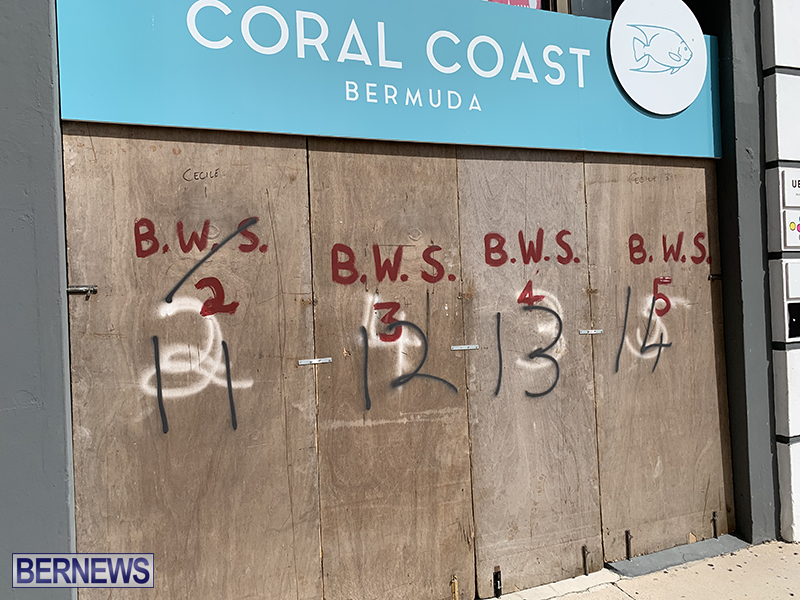 CORAL COAST
BERMUDA
CECILE
B.W.S. B.W.S. B.W.S. B.W.S.
2 3 4 5
11 12 13 14
BERNEWS